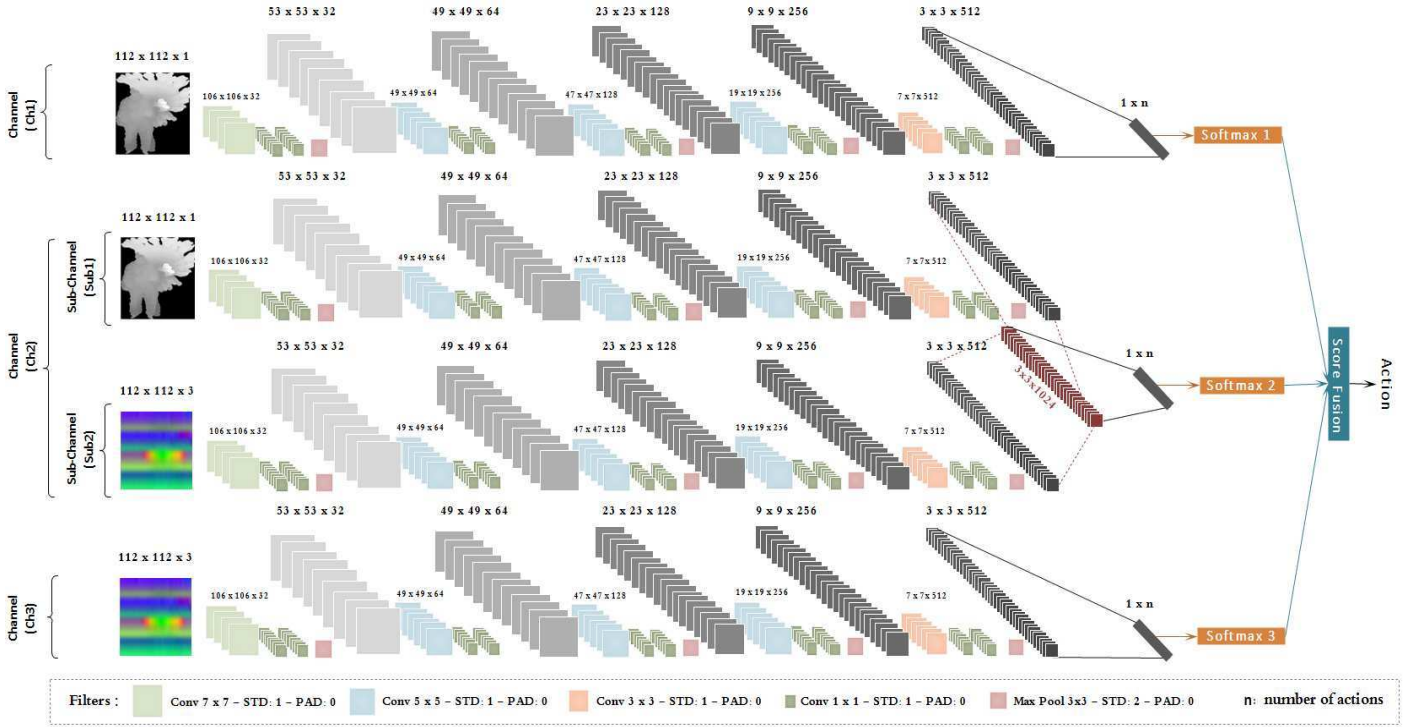 53 x 53 x 32
49 x 49 x 64
23 x 23 x 128
9 x 9 x 256
3 x 3 x 512
112 x 112 x 1
Channel
(Ch1)
106 x 106 x 32
49 x 49 x 64
47 x 47 x 128
19 x 19 x 256
7 x 7 x 512
1 x n
Softmax 1
53 x 53 x 32
49 x 49 x 64
23 x 23 x 128
9 x 9 x 256
3 x 3 x 512
112 x 112 x 1
Channel
(Ch2)
Sub-Channel
(Sub1)
106 x 106 x 32
49 x 49 x 64
47 x 47 x 128
19 x 19 x 256
7 x 7 x 512
53 x 53 x 32
49 x 49 x 64
23 x 23 x 128
9 x 9 x 256
3 x 3 x 512
3x3x1024
1 x n
Softmax 2
Score Fusion
Action
112 x 112 x 3
Sub-Channel
(Sub2)
106 x 106 x 32
49 x 49 x 64
47 x 47 x 128
19 x 19 x 256
7 x 7 x 512
53 x 53 x 32
49 x 49 x 64
23 x 23 x 128
9 x 9 x 256
3 x 3 x 512
112 x 112 x 3
Channel
(Ch3)
106 x 106 x 32
49 x 49 x 64
47 x 47 x 128
19 x 19 x 256
7 x 7 x 512
1 x n
Softmax 3
Filters :
Conv 7 x 7 – STD: 1 – PAD: 0
Conv 5 x 5 – STD: 1 – PAD: 0
Conv 3 x 3 – STD: 1 – PAD: 0
Conv 1 x 1 – STD: 1 – PAD: 0
Max Pool 3x3 – STD: 2 – PAD: 0
n: number of actions